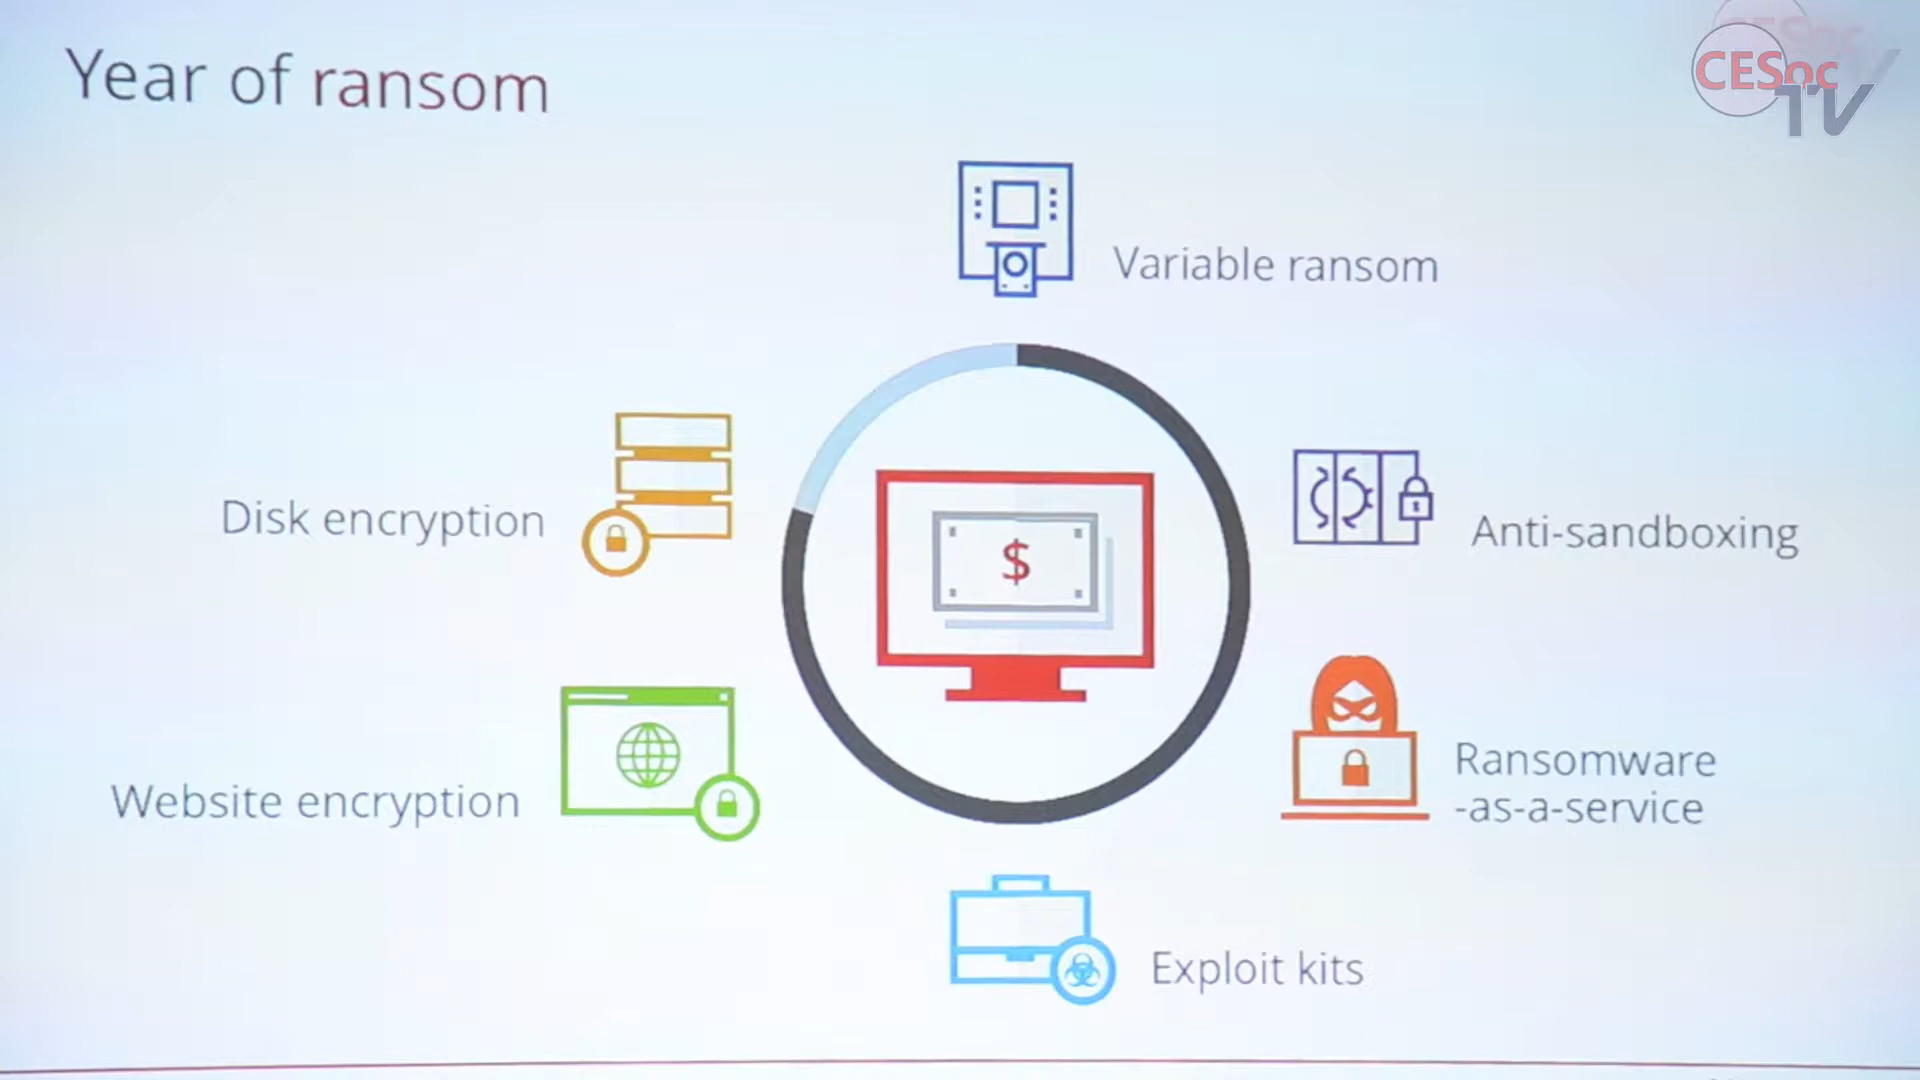 Year of ransom
CESoc
TV
Variable ransom
Disk encryption
$
Anti-sandboxing
Website encryption
Ransomware
-as-a-service
Exploit kits